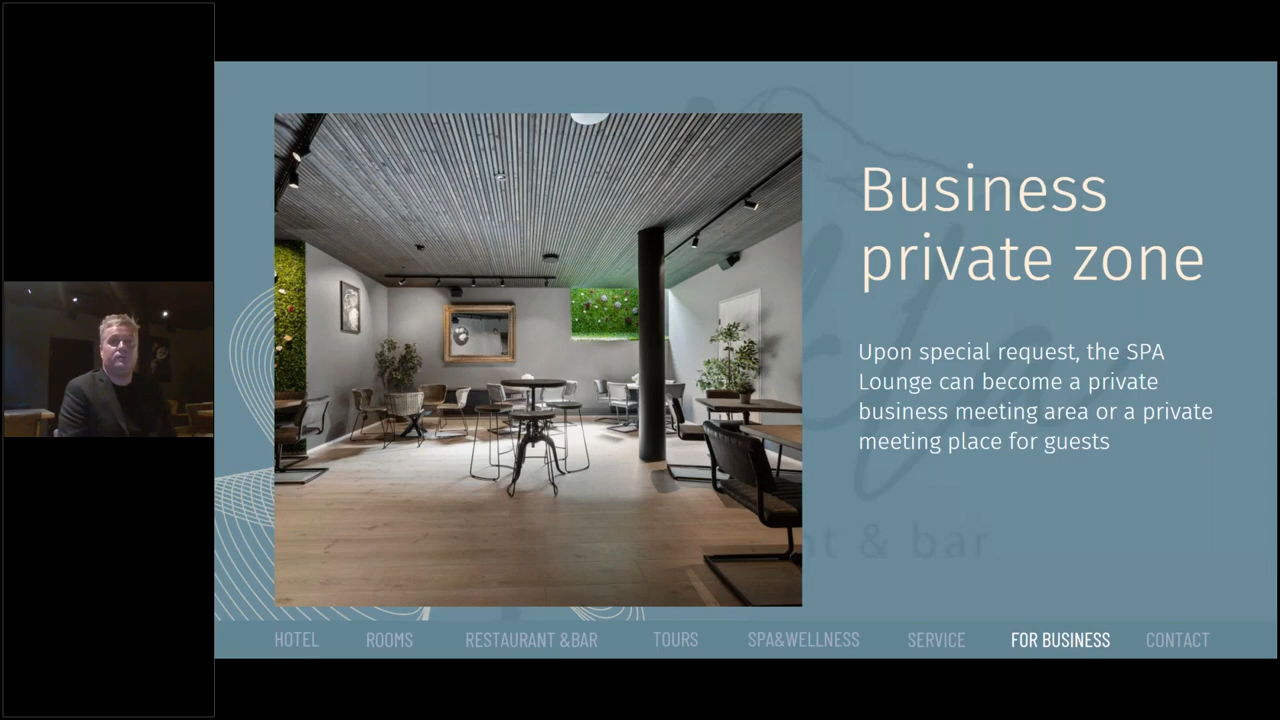 Business
private zone
Upon special request, the SPA
Lounge can become a private
business meeting area or a private
meeting place for guests
& bar
HOTEL ROOMS RESTAURANT &BAR TOURS SPA&WELLNESS SERVICE FOR BUSINESS CONTACT